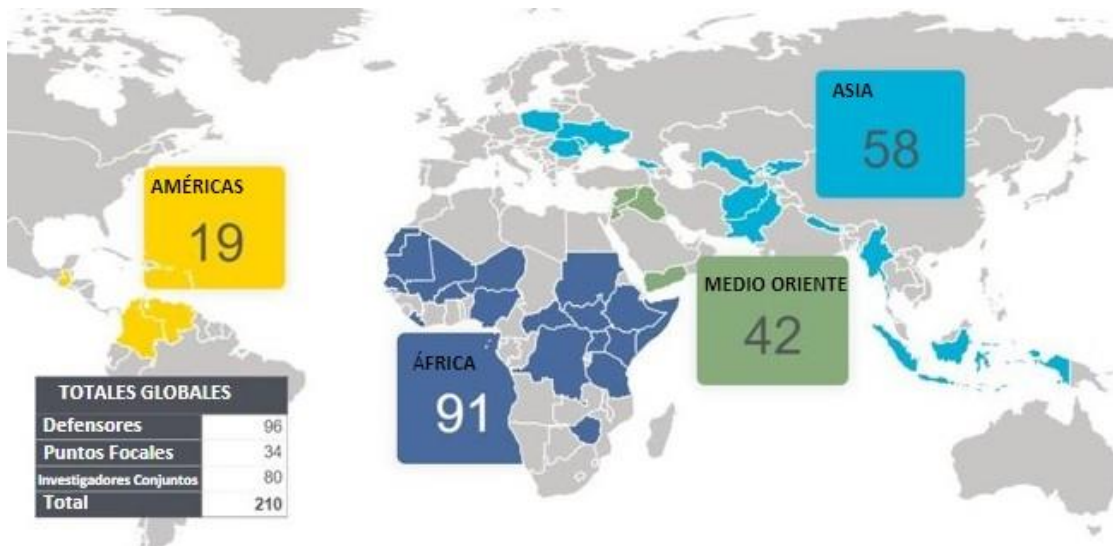 AMÉRICAS
19
ASIA
58
MEDIO ORIENTE
42
ÁFRICA
91
TOTALES GLOBALES
Defensores 96
Puntos Focales 34
Investigadores Conjuntos 80
Total 210